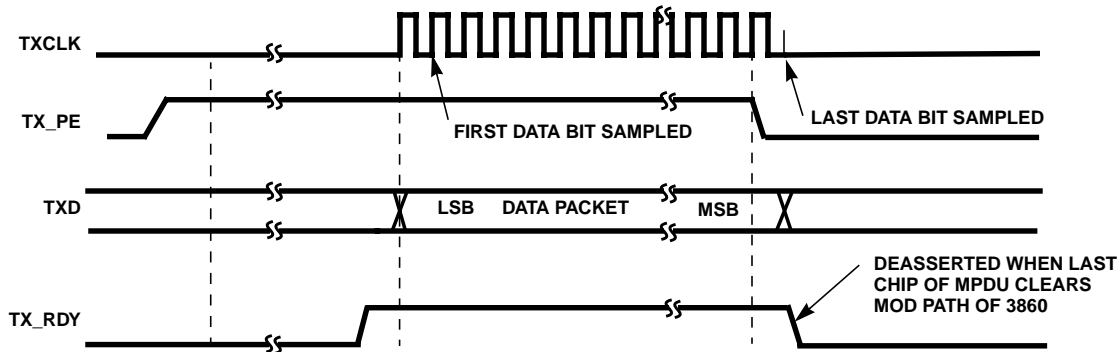 TXCLK
TX_PE
FIRST DATA BIT SAMPLED
LAST DATA BIT SAMPLED
TXD
LSB DATA PACKET MSB
TX_RDY
DEASSERTED WHEN LAST
CHIP OF MPDU CLEARS
MOD PATH OF 3860